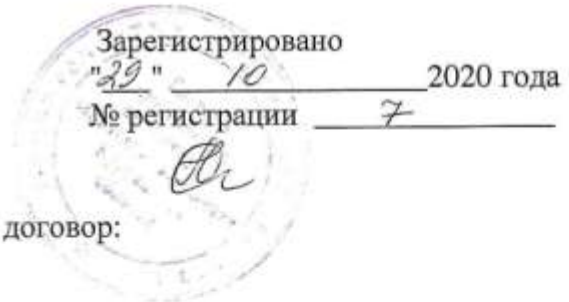 Зарегистрировано
"29" 10 2020 года
№ регистрации 7
договор: